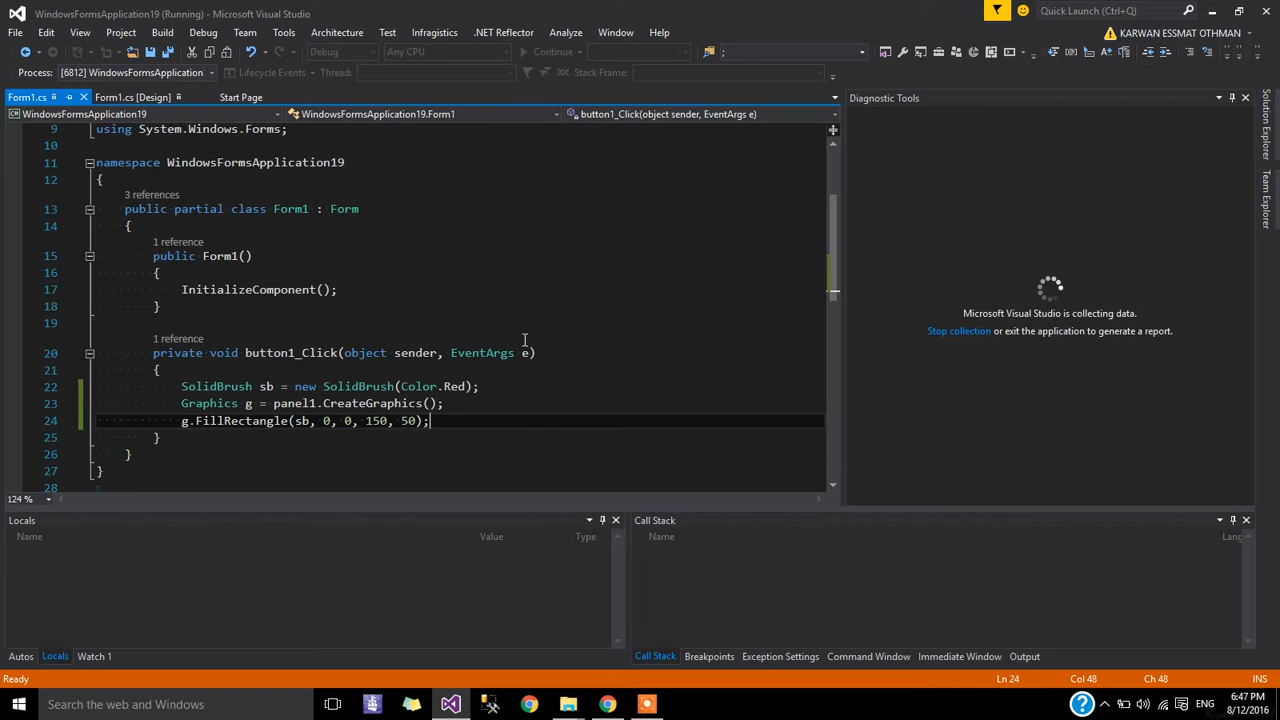 WindowsFormsApplication19 (Running) - Microsoft Visual Studio
Quick Launch (Ctrl+Q)
File Edit View Project Build Debug Team Tools Architecture Test Infragistics .NET Reflector Analyze Window Help
KARWAN ESSMAT OTHMAN
Debug Any CPU Continue ;
Process: [6812] WindowsFormsApplication Lifecycle Events Thread: Stack Frame:
Form1.cs Form1.cs [Design] Start Page
Diagnostic Tools
WindowsFormsApplication19 WindowsFormsApplication19.Form1 button1_Click(object sender, EventArgs e)
9 using System.Windows.Forms;
10
11 namespace WindowsFormsApplication19
12 {
3 references
13 public partial class Form1 : Form
14 {
1 reference
15 public Form1()
16 {
17 InitializeComponent();
18 }
19
1 reference
20 private void button1_Click(object sender, EventArgs e)
21 {
22 SolidBrush sb = new SolidBrush(Color.Red);
23 Graphics g = panel1.CreateGraphics();
24 g.FillRectangle(sb, 0, 0, 150, 50);
25 }
26 }
27 }
28
124 %
Microsoft Visual Studio is collecting data.
Stop collection or exit the application to generate a report.
Solution Explorer
Team Explorer
Locals
Name Value Type
Call Stack
Name Lang
Autos Locals Watch 1
Call Stack Breakpoints Exception Settings Command Window Immediate Window Output
Ready Ln 24 Col 48 Ch 48 INS
Search the web and Windows
ENG
6:47 PM
8/12/2016